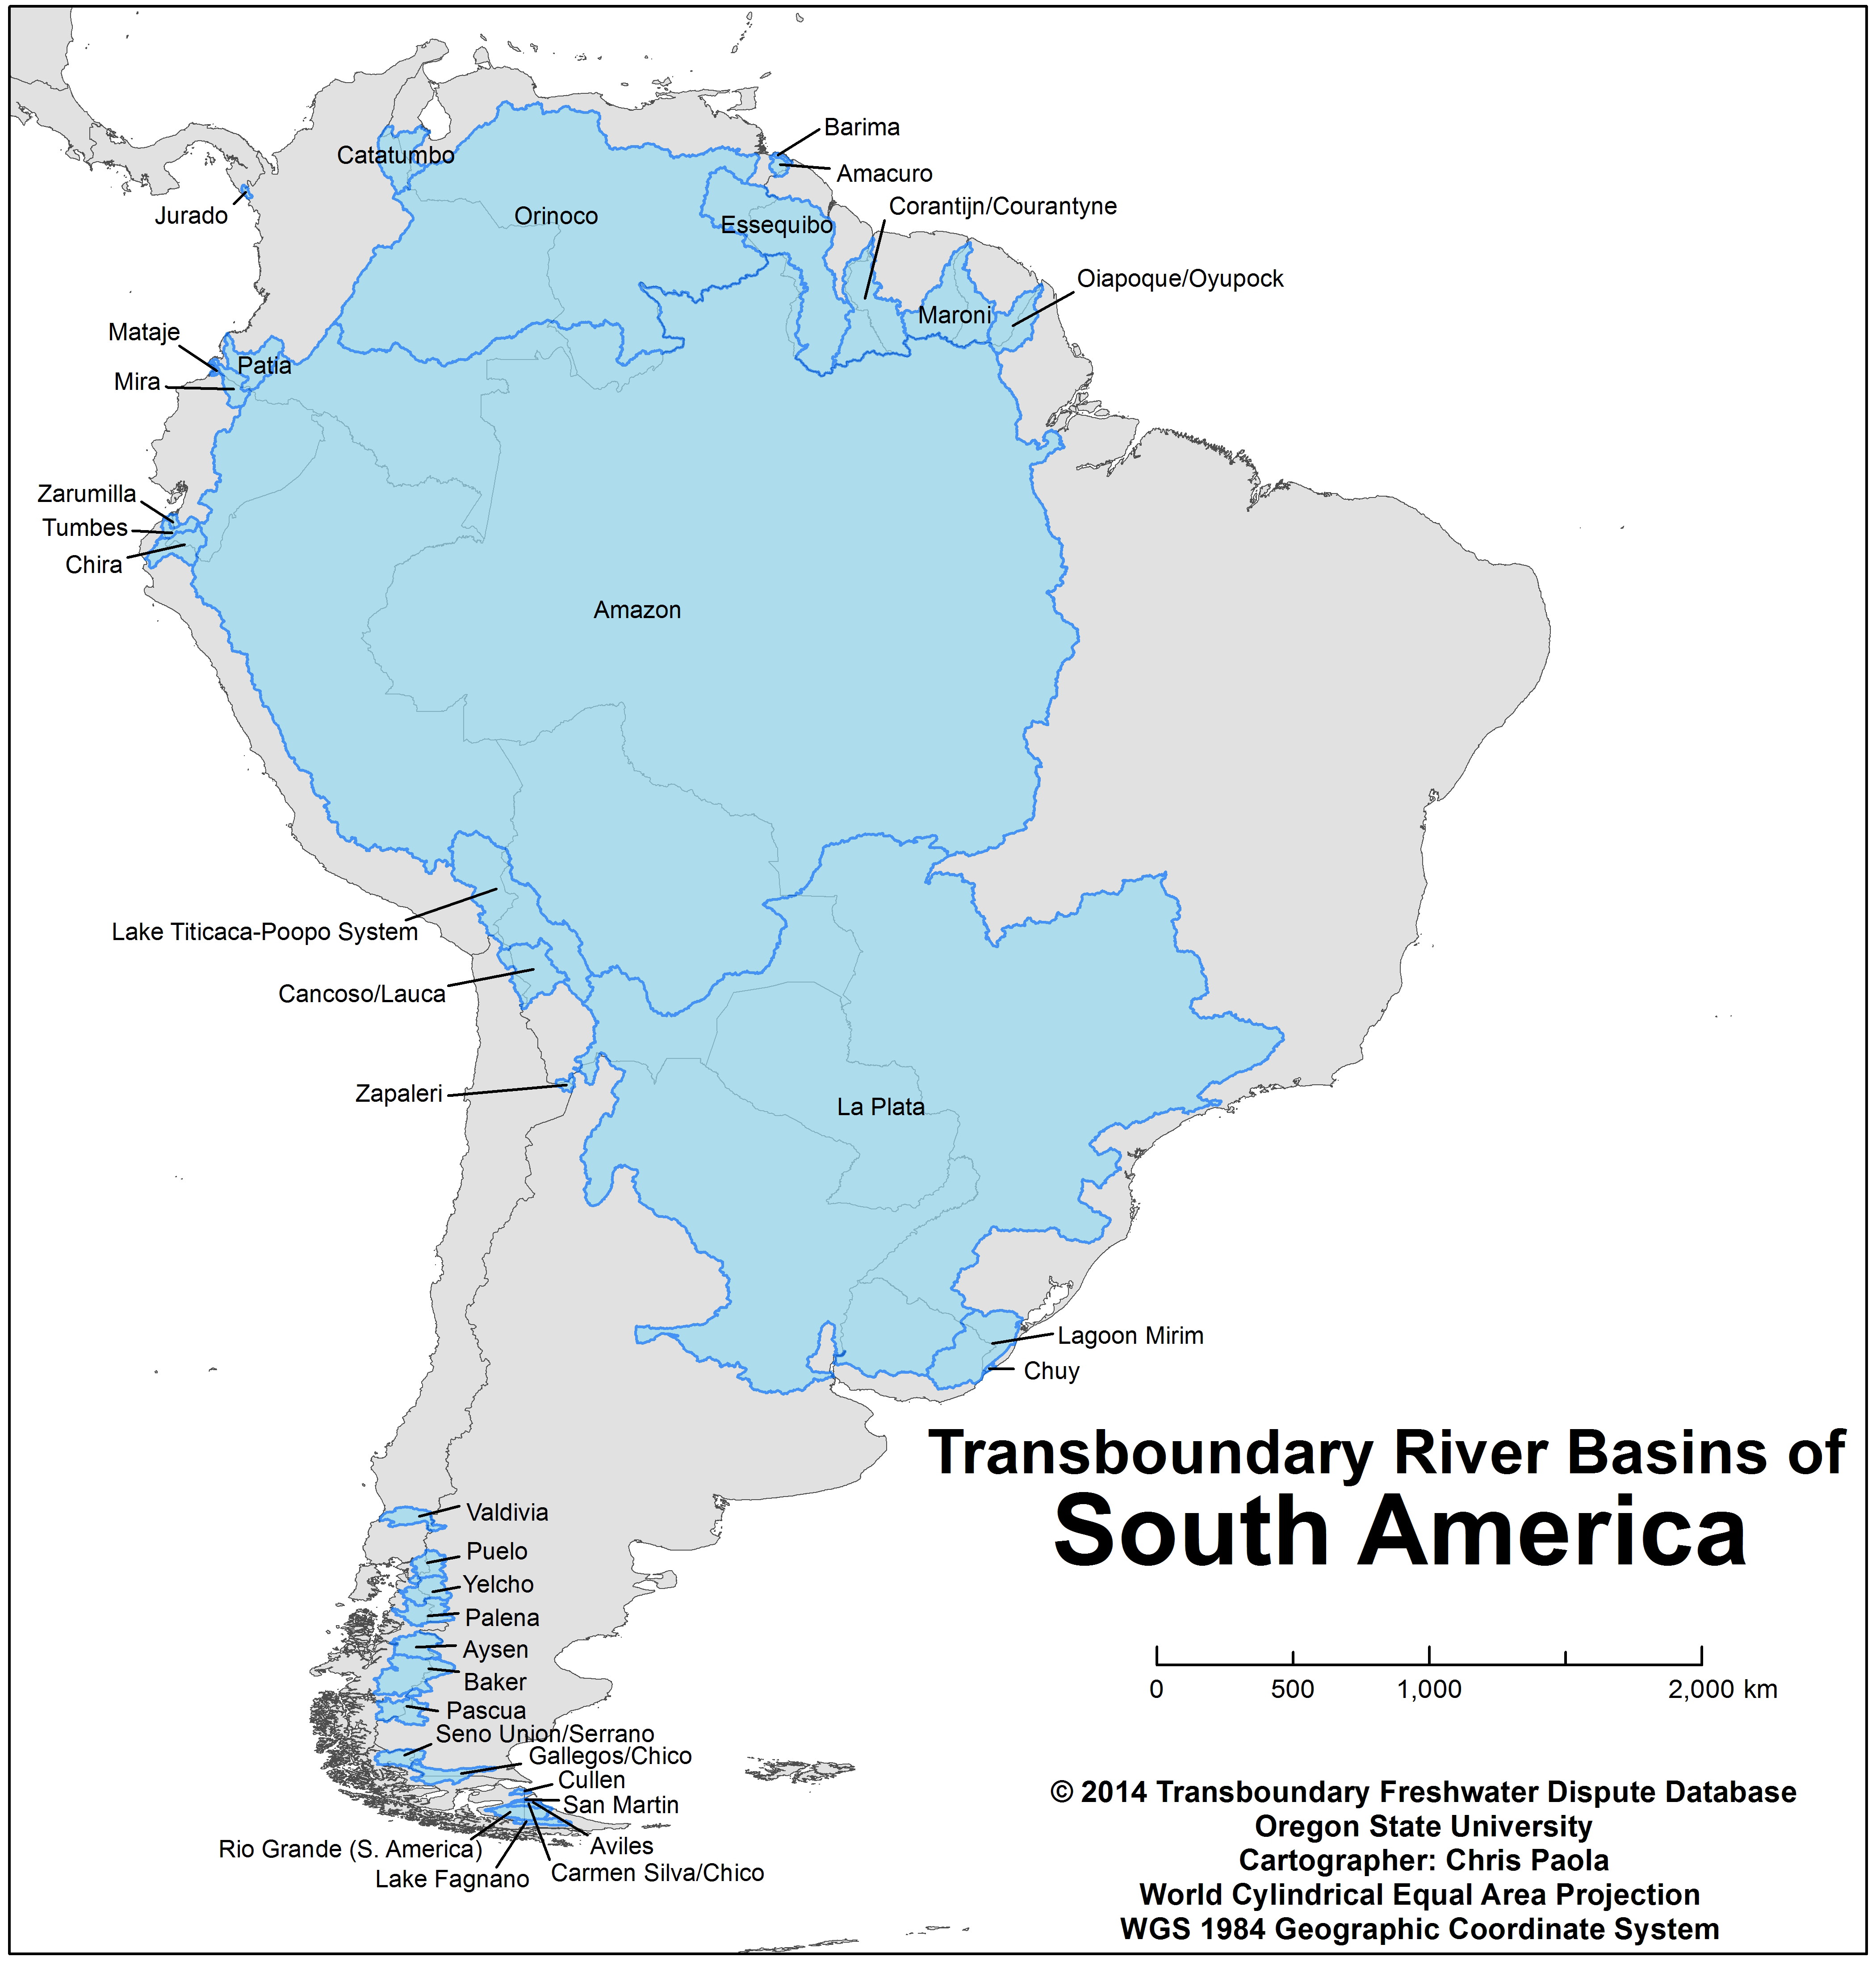 Barima
Catatumbo
Amacuro
Jurado
Orinoco
Corantijn/Courantyne
Essequibo
Oiapoque/Oyupock
Maroni
Mataje
Patia
Mira
Zarumilla
Tumbes
Chira
Amazon
Lake Titicaca-Poopo System
Cancoso/Lauca
Zapaleri
La Plata
Lagoon Mirim
Chuy
Transboundary River Basins of
South America
Valdivia
Puelo
Yelcho
Palena
Aysen
Baker
Pascua
Seno Union/Serrano
Gallegos/Chico
Cullen
San Martin
Aviles
Rio Grande (S. America)
Carmen Silva/Chico
Lake Fagnano
0 500 1,000 2,000 km
© 2014 Transboundary Freshwater Dispute Database
Oregon State University
Cartographer: Chris Paola
World Cylindrical Equal Area Projection
WGS 1984 Geographic Coordinate System